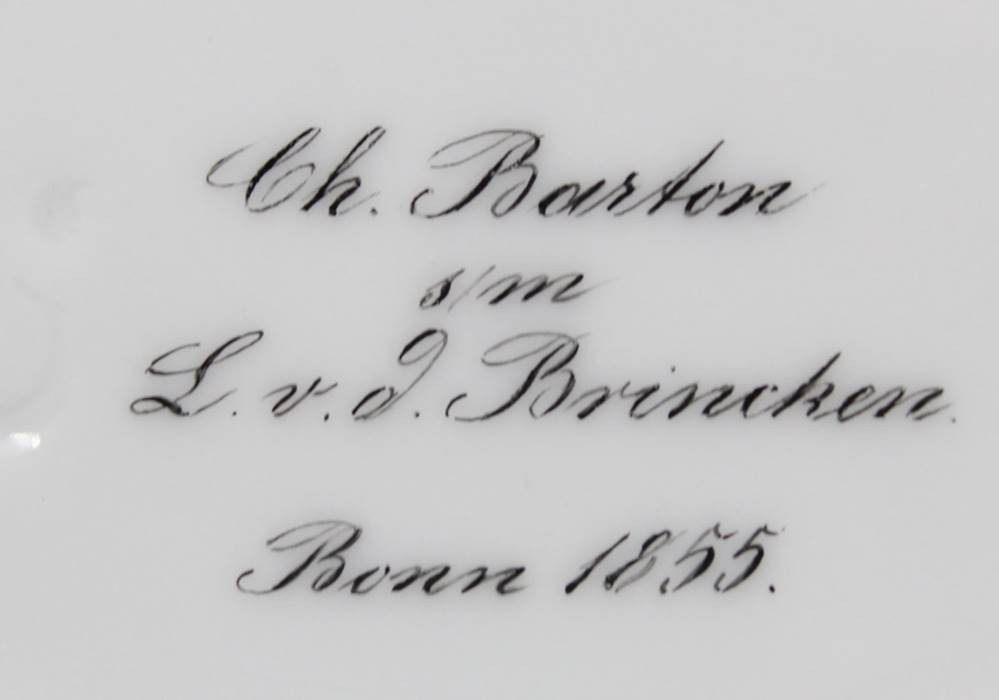 Ch. Barton
s/m
L. v. d. Brincken.
Bonn 1855.